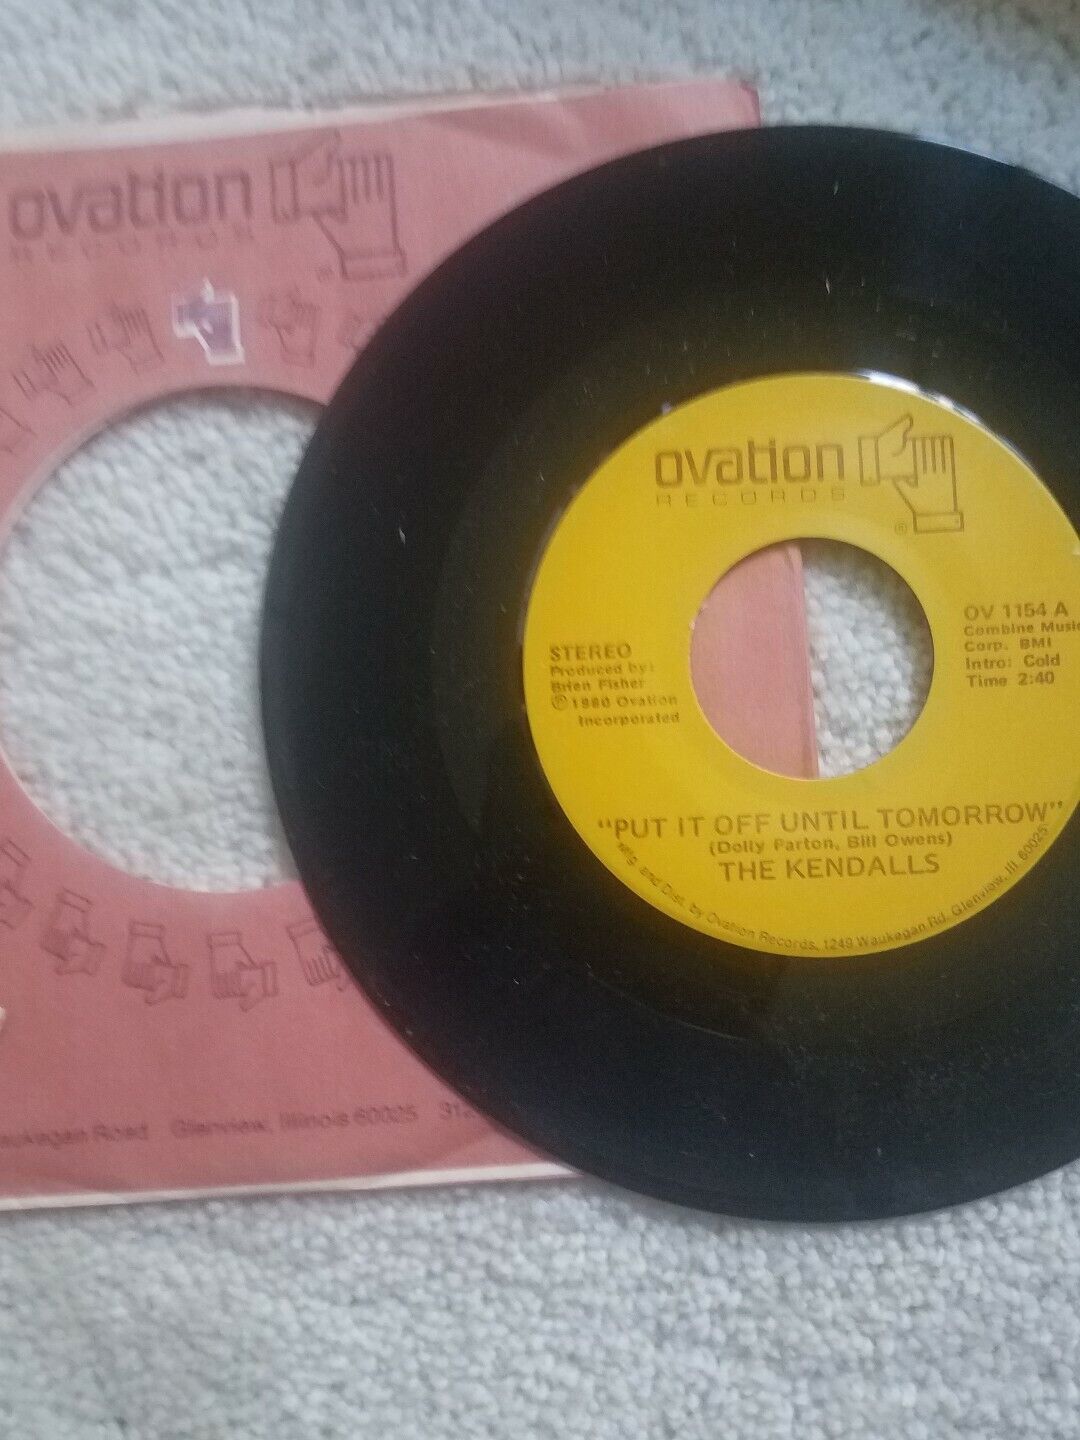 ovation
RECORDS
ovation
RECORDS
®
OV 1154 A
Combine Music
Corp. BMI
Intro: Cold
Time 2:40
STEREO
Produced by:
Brien Fisher
℗1980 Ovation
Incorporated
"PUT IT OFF UNTIL TOMORROW"
(Dolly Parton, Bill Owens)
THE KENDALLS
Mfg. and Dist. by Ovation Records, 1249 Waukegan Rd. Glenview, Ill. 60025
aukegan Road Glenview, Illinois 60025 312